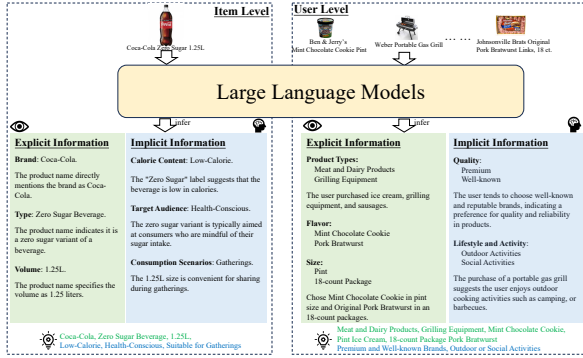 Item Level
Coca-Cola Zero Sugar 1.25L
User Level
Ben & Jerry's
Mint Chocolate Cookie Pint
Weber Portable Gas Grill
... ...
Johnsonville Brats Original
Pork Bratwurst Links, 18 ct.
Large Language Models
infer
Explicit Information
Brand: Coca-Cola.
The product name directly
mentions the brand as Coca-
Cola.
Type: Zero Sugar Beverage.
The product name indicates it is
a zero sugar variant of a
beverage.
Volume: 1.25L.
The product name specifies the
volume as 1.25 liters.
Implicit Information
Calorie Content: Low-Calorie.
The "Zero Sugar" label suggests that the
beverage is low in calories.
Target Audience: Health-Conscious.
The zero sugar variant is typically aimed
at consumers who are mindful of their
sugar intake.
Consumption Scenarios: Gatherings.
The 1.25L size is convenient for sharing
during gatherings.
Coca-Cola, Zero Sugar Beverage, 1.25L,
Low-Calorie, Health-Conscious, Suitable for Gatherings
infer
Explicit Information
Product Types:
Meat and Dairy Products
Grilling Equipment
The user purchased ice cream, grilling
equipment, and sausages.
Flavor:
Mint Chocolate Cookie
Pork Bratwurst
Size:
Pint
18-count Package
Chose Mint Chocolate Cookie in pint
size and Original Pork Bratwurst in an
18-count packages.
Implicit Information
Quality:
Premium
Well-known
The user tends to choose well-known
and reputable brands, indicating a
preference for quality and reliability
in products.
Lifestyle and Activity:
Outdoor Activities
Social Activities
The purchase of a portable gas grill
suggests the user enjoys outdoor
cooking activities such as camping, or
barbecues.
Meat and Dairy Products, Grilling Equipment, Mint Chocolate Cookie,
Pint Ice Cream, 18-count Package Pork Bratwurst
Premium and Well-known Brands, Outdoor or Social Activities